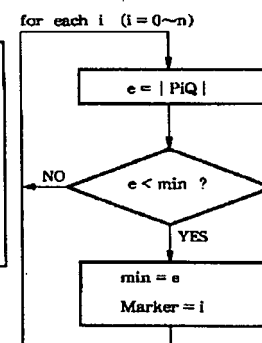 for each i (i = 0~n)
e = | PiQ |
e < min ?
NO
YES
min = e
Marker = i